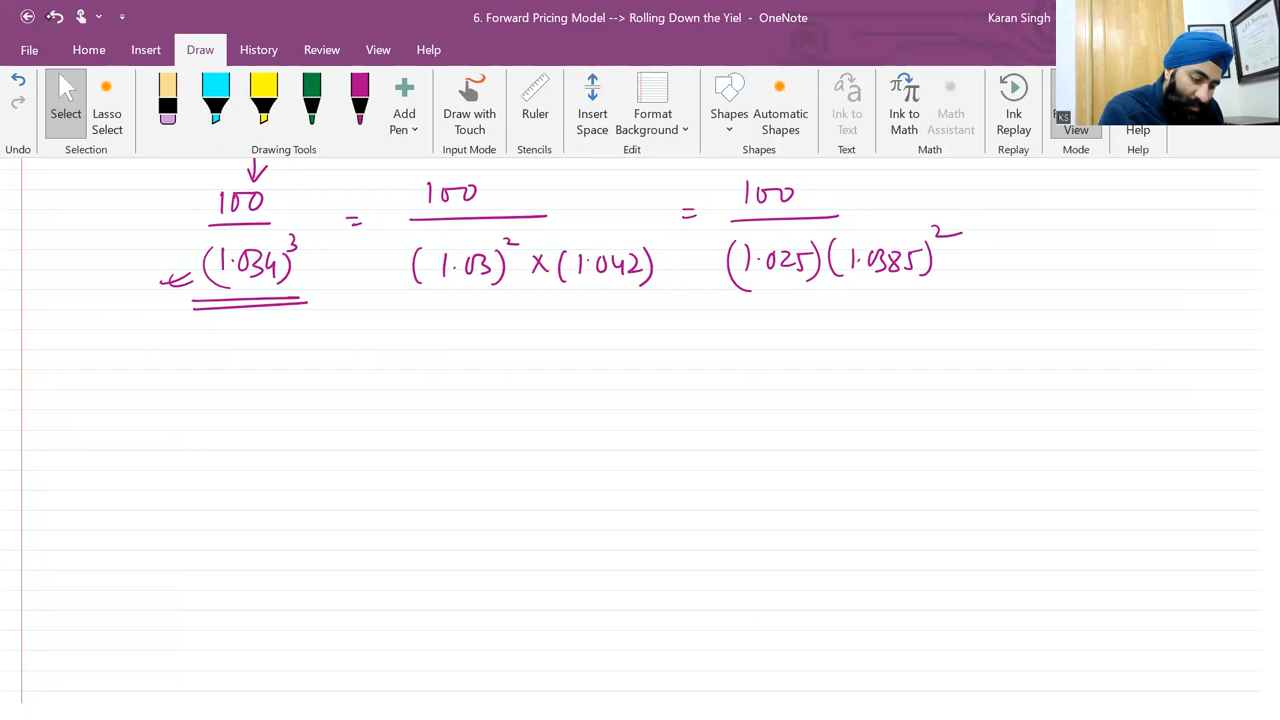 6. Forward Pricing Model --> Rolling Down the Yiel - OneNote
Karan Singh
File Home Insert Draw History Review View Help
Select
Lasso Select
Add Pen
Draw with Touch
Ruler
Insert Space
Format Background
Shapes
Automatic Shapes
Ink to Text
Ink to Math
Math Assistant
Ink Replay
View
Help
KS
Undo Selection Drawing Tools Input Mode Stencils Edit Shapes Text Math Replay Mode Help
100 = 100 = 100
(1.034)^3 (1.03)^2 × (1.042) (1.025)(1.0385)^2